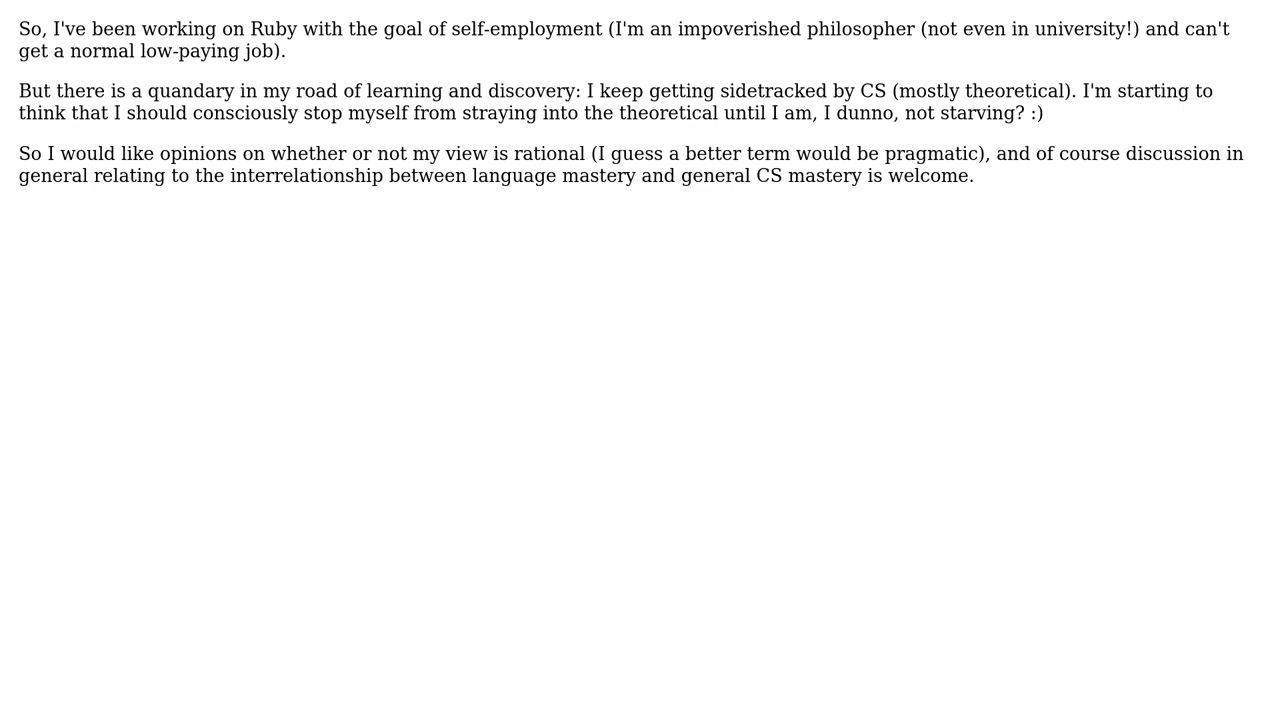 So, I've been working on Ruby with the goal of self-employment (I'm an impoverished philosopher (not even in university!) and can't
get a normal low-paying job).
But there is a quandary in my road of learning and discovery: I keep getting sidetracked by CS (mostly theoretical). I'm starting to
think that I should consciously stop myself from straying into the theoretical until I am, I dunno, not starving? :)
So I would like opinions on whether or not my view is rational (I guess a better term would be pragmatic), and of course discussion in
general relating to the interrelationship between language mastery and general CS mastery is welcome.